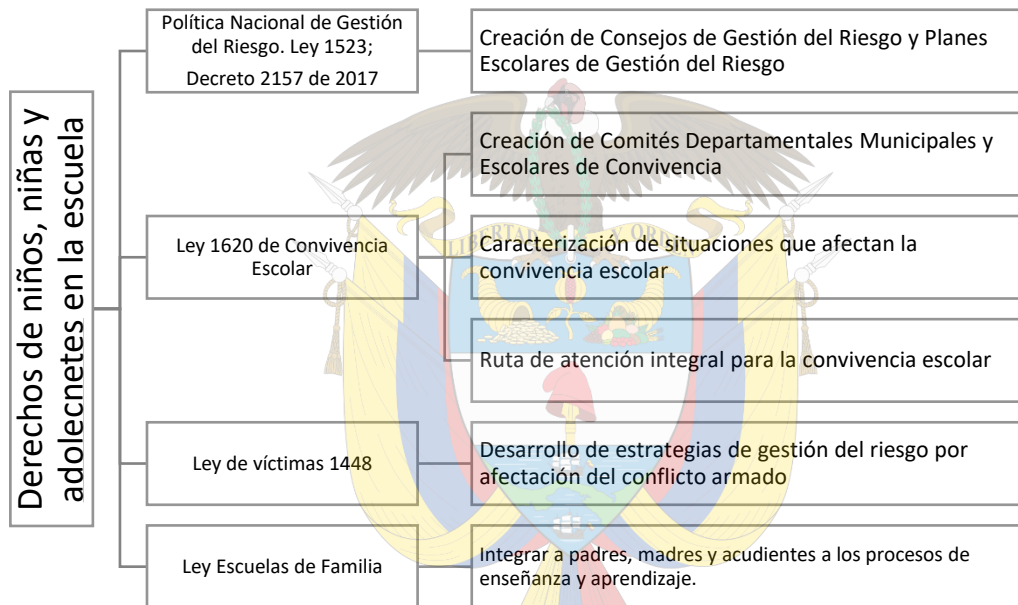 Derechos de niños, niñas y
adolecnetes en la escuela
Política Nacional de Gestión
del Riesgo. Ley 1523;
Decreto 2157 de 2017
Creación de Consejos de Gestión del Riesgo y Planes
Escolares de Gestión del Riesgo
Ley 1620 de Convivencia
Escolar
Creación de Comités Departamentales Municipales y
Escolares de Convivencia
LIBERTAD Y ORDEN
Caracterización de situaciones que afectan la
convivencia escolar
Ruta de atención integral para la convivencia escolar
Ley de víctimas 1448
Desarrollo de estrategias de gestión del riesgo por
afectación del conflicto armado
Ley Escuelas de Familia
Integrar a padres, madres y acudientes a los procesos de
enseñanza y aprendizaje.